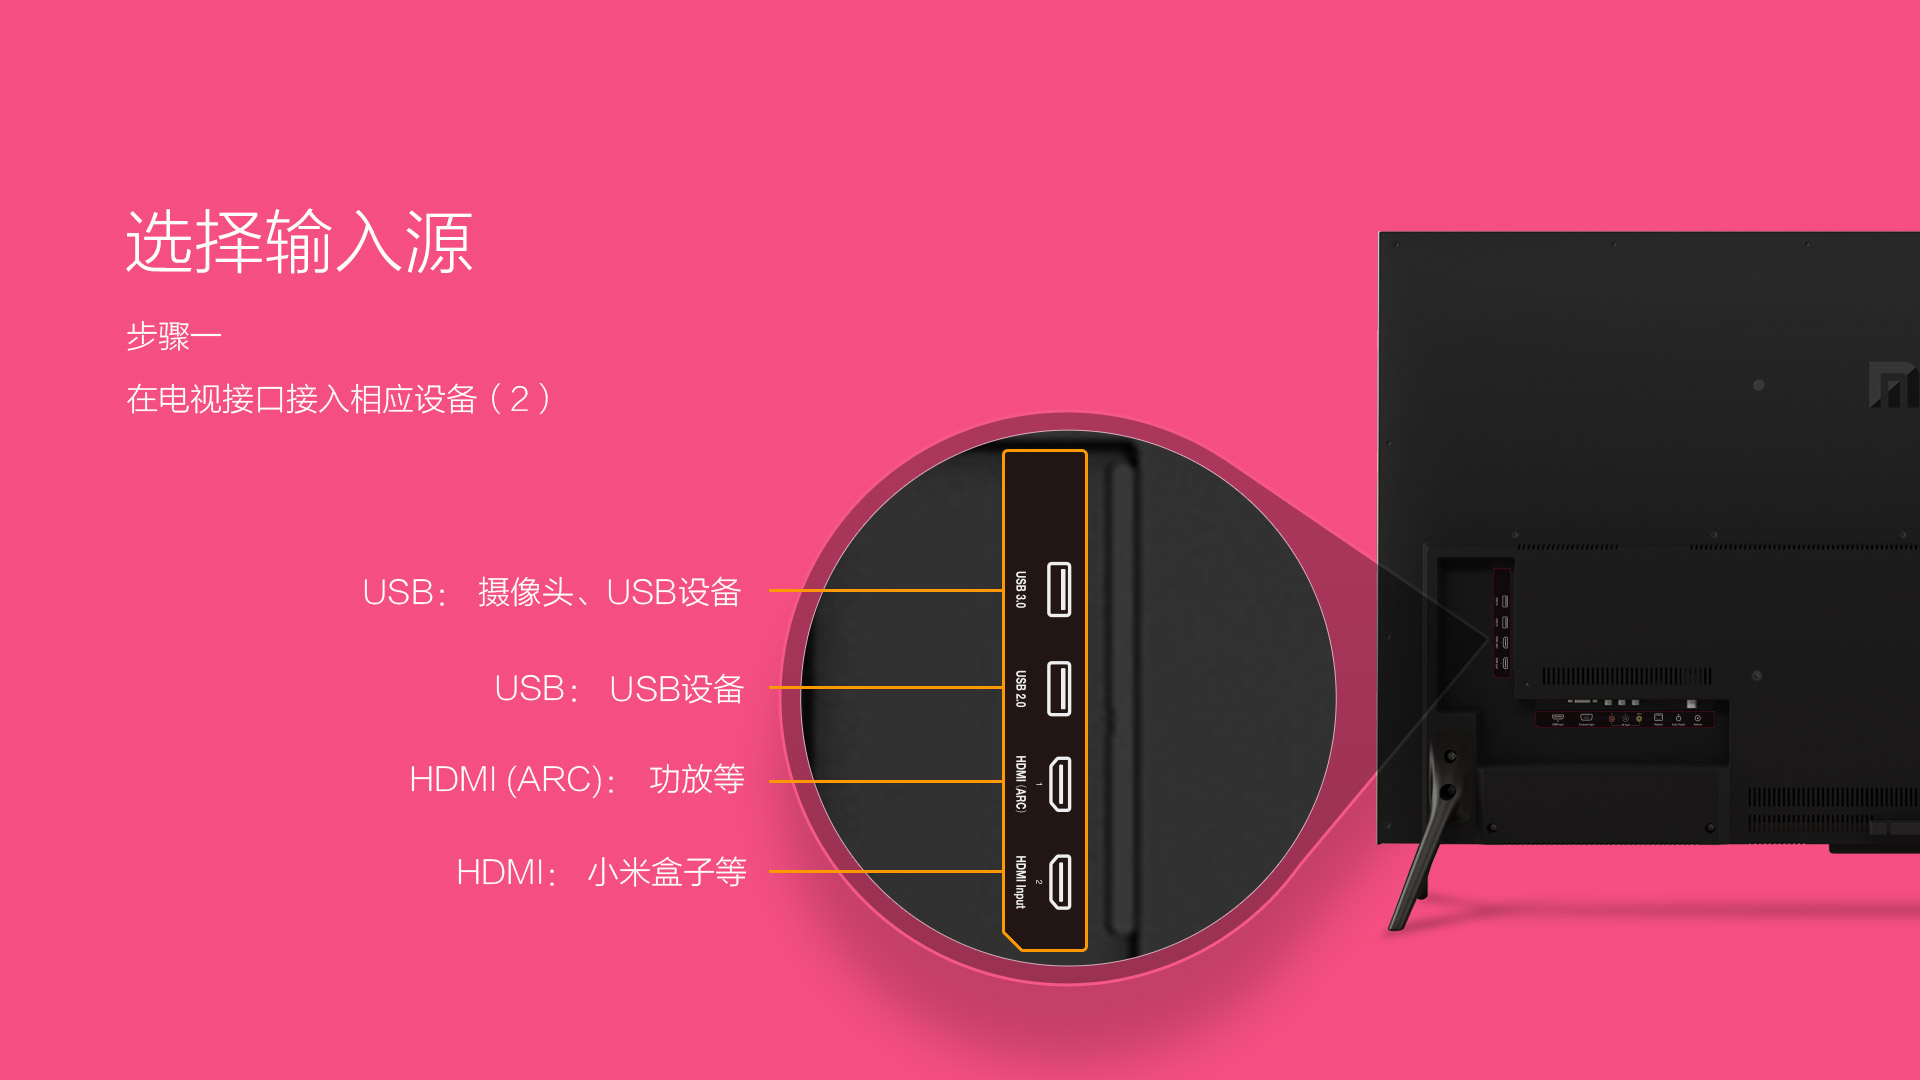 选择输入源
步骤一
在电视接口接入相应设备（2）
USB： 摄像头、USB设备
USB： USB设备
HDMI (ARC)： 功放等
HDMI： 小米盒子等
USB 3.0
USB 2.0
HDMI (ARC)
1
HDMI Input
2